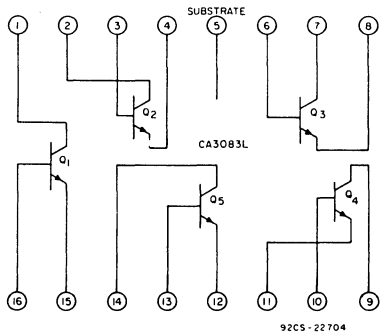 SUBSTRATE
1 2 3 4 5 6 7 8
Q2
Q3
CA3083L
Q1
Q5
Q4
16 15 14 13 12 11 10 9
92CS-22704